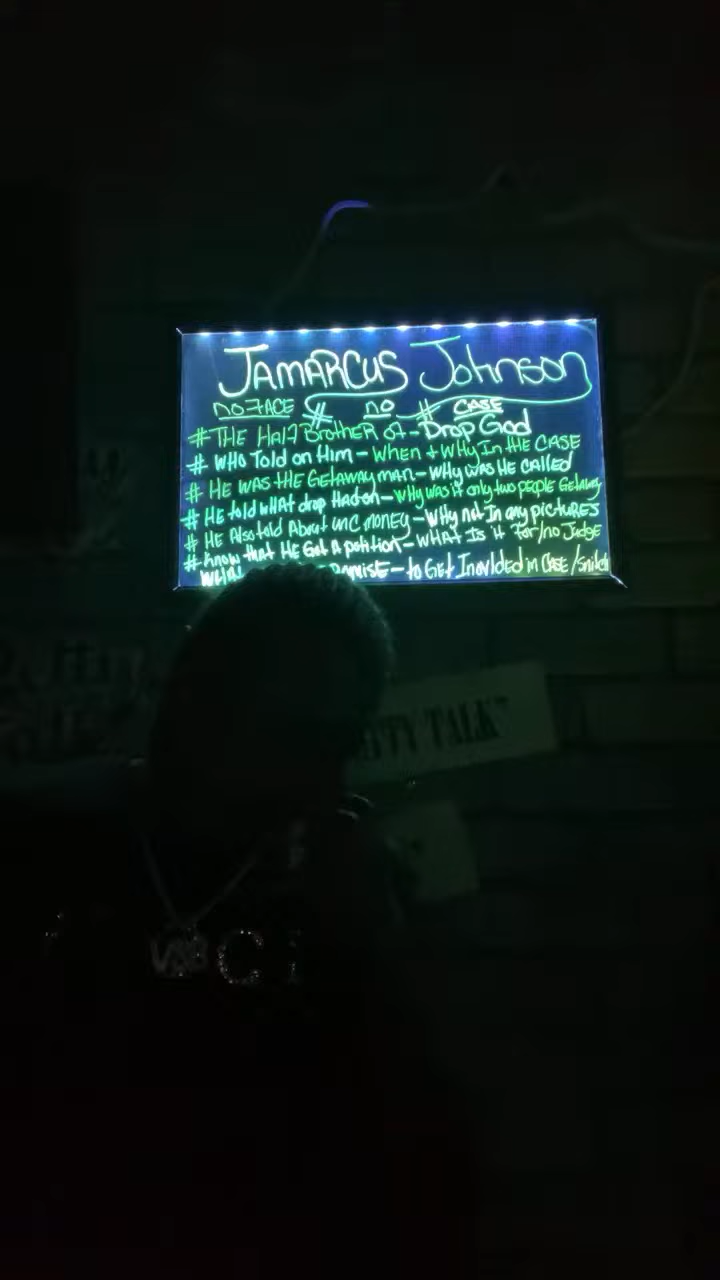 JAMARCUS Johnson
NO FACE # NO # CASE
# THE Half BrotHER of - Drop God
# WHO Told on Him - WHEN + WHY In tHE CASE
# HE WAS tHE GEtawAY man - WHY WAS HE CAllED
# HE told WHAt drop Had on - WHY WAS it only two PEOPLE GEtawAY
# HE Also told About unc MONEY - WHY not In any pictURES
# Know that HE Got A potition - WHAT IS It For/no JudgE
to GEt InovldEd in CASE/Snitch
TALK